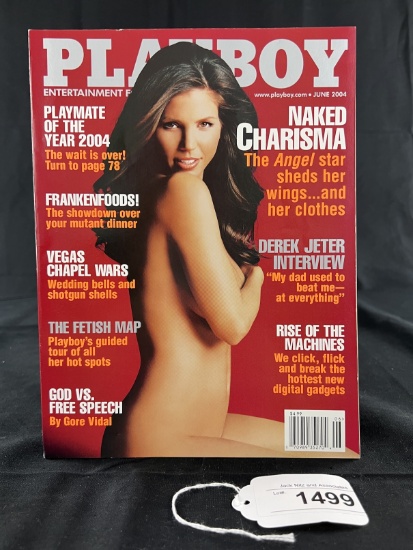 PLAYBOY
ENTERTAINMENT F
www.playboy.com • JUNE 2004
PLAYMATE
OF THE
YEAR 2004
The wait is over!
Turn to page 78
FRANKENFOODS!
The showdown over
your mutant dinner
VEGAS
CHAPEL WARS
Wedding bells and
shotgun shells
THE FETISH MAP
Playboy's guided
tour of all
her hot spots
GOD VS.
FREE SPEECH
By Gore Vidal
NAKED
CHARISMA
The Angel star
sheds her
wings...and
her clothes
DEREK JETER
INTERVIEW
"My dad used to
beat me—
at everything"
RISE OF THE
MACHINES
We click, flick
and break the
hottest new
digital gadgets
Lot#
1499